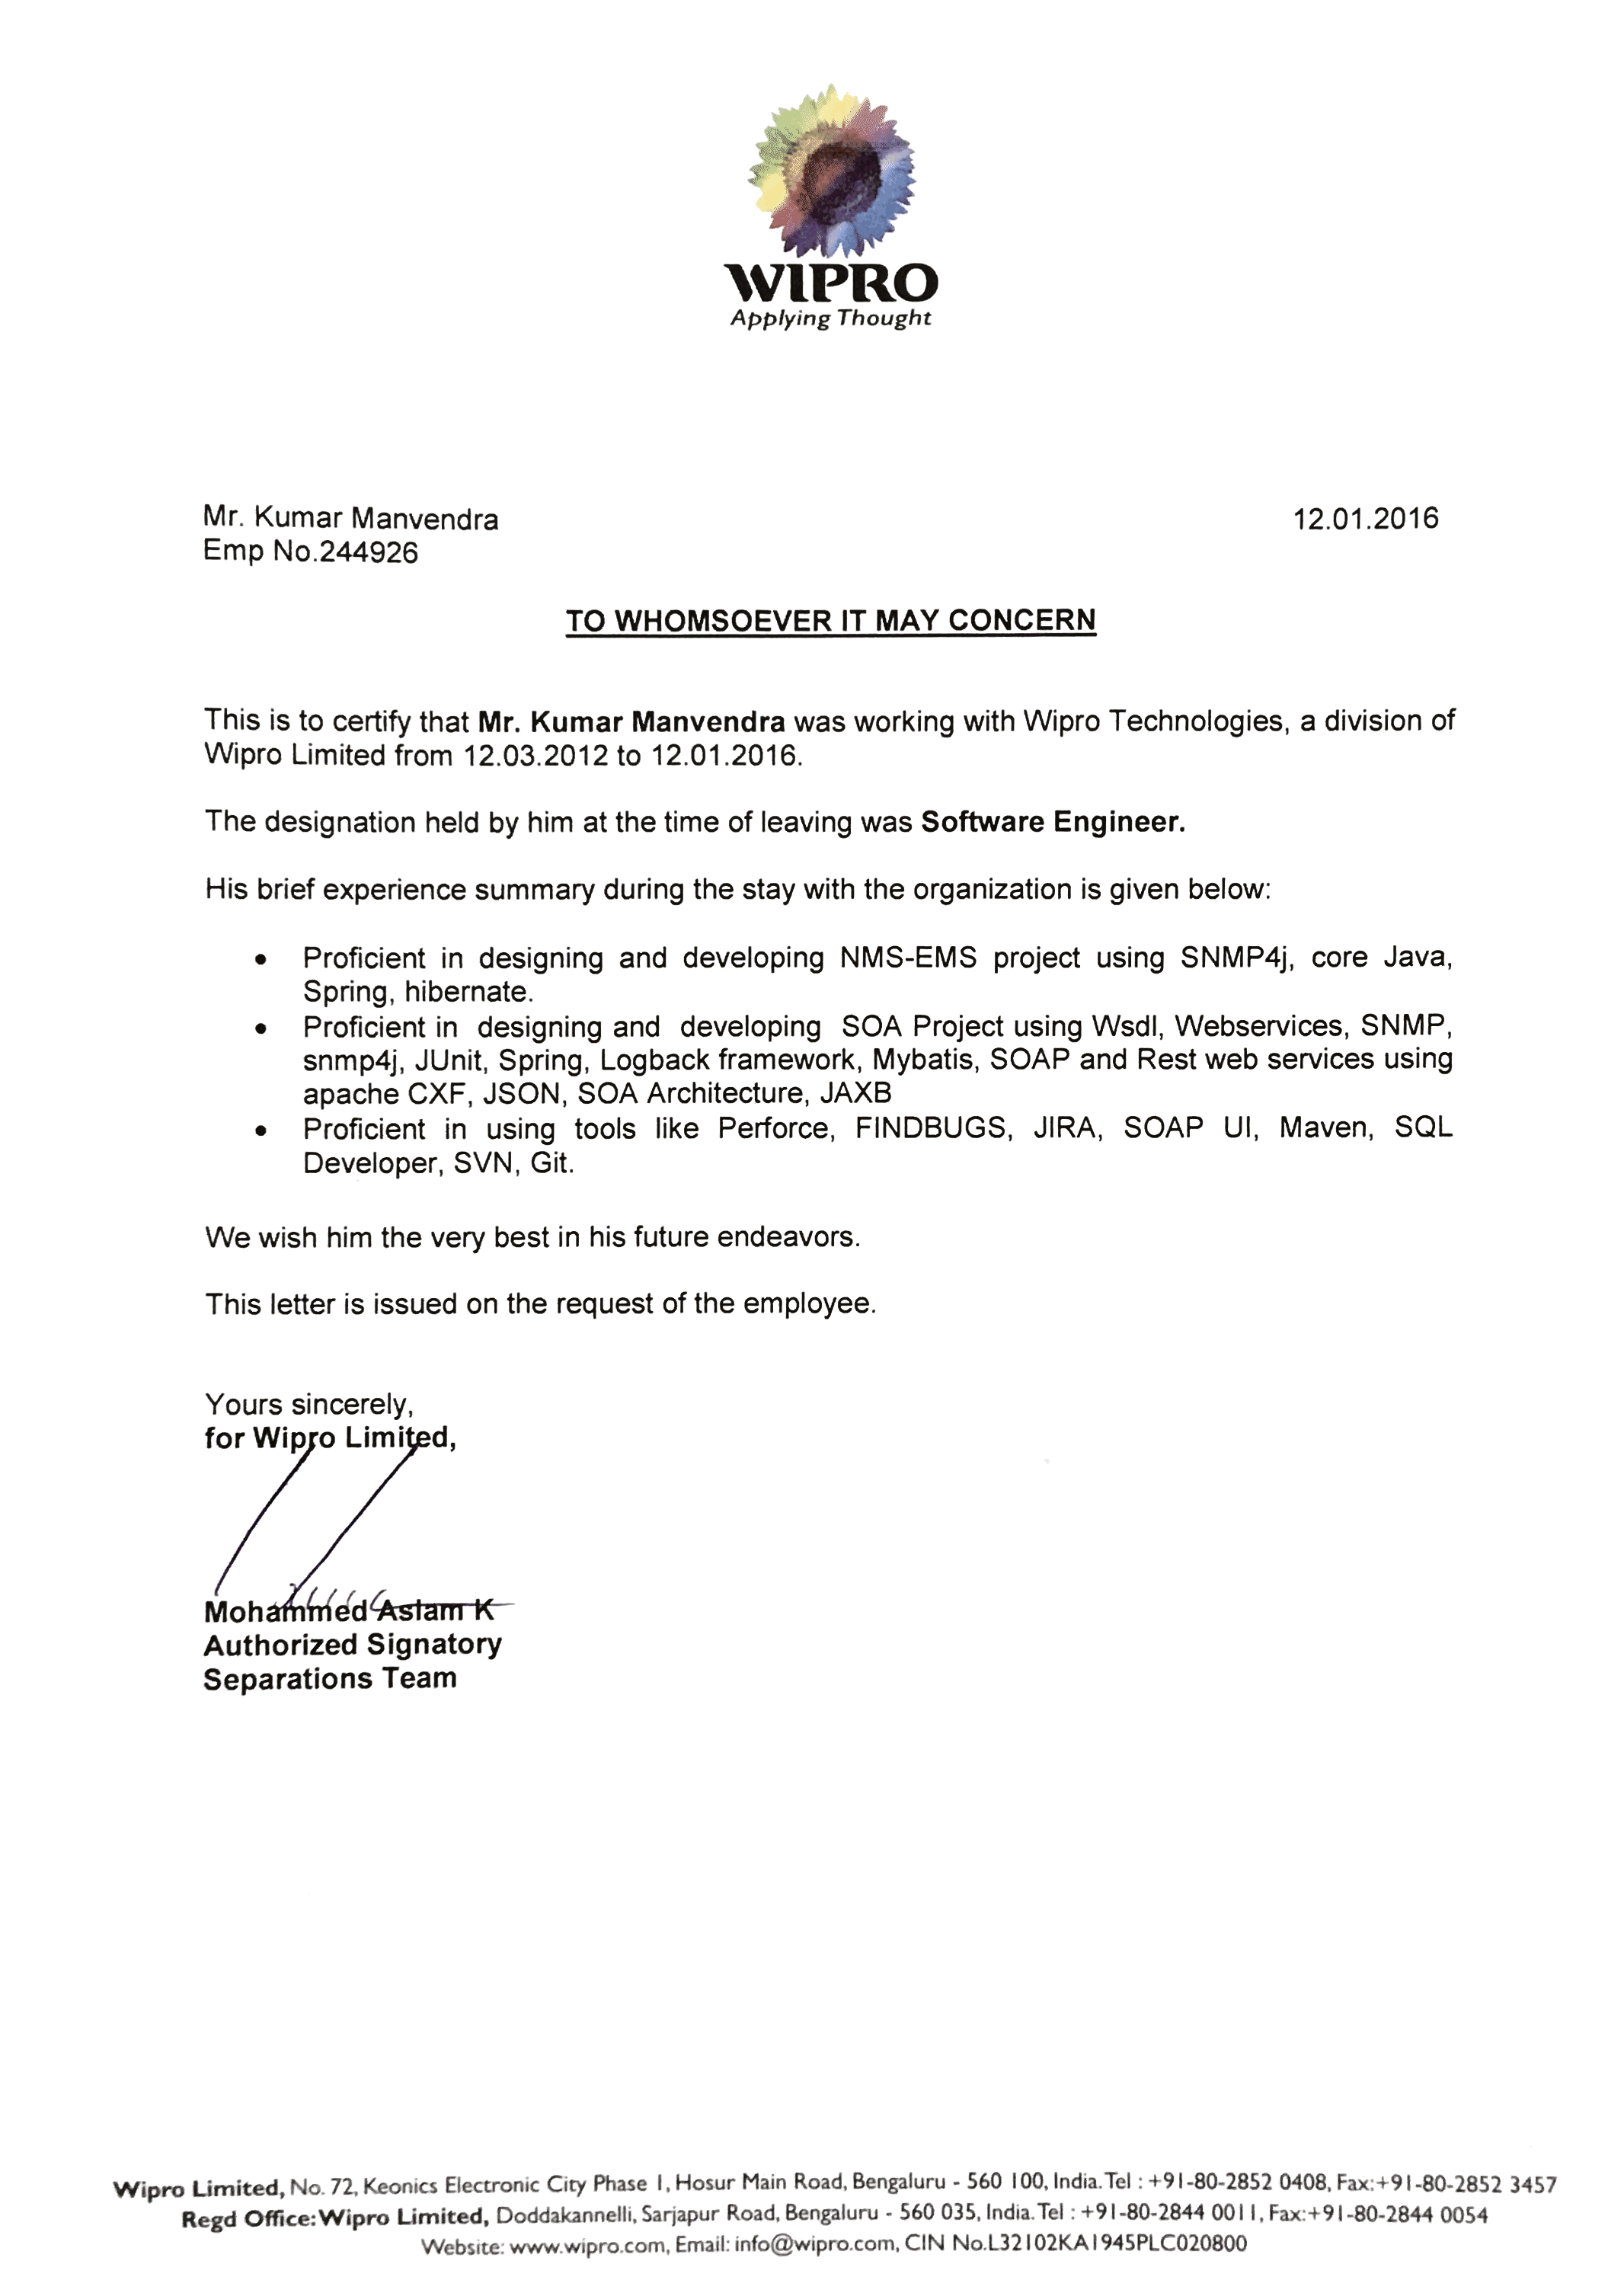 WIPRO
Applying Thought
Mr. Kumar Manvendra 12.01.2016
Emp No.244926
TO WHOMSOEVER IT MAY CONCERN
This is to certify that Mr. Kumar Manvendra was working with Wipro Technologies, a division of
Wipro Limited from 12.03.2012 to 12.01.2016.
The designation held by him at the time of leaving was Software Engineer.
His brief experience summary during the stay with the organization is given below:
• Proficient in designing and developing NMS-EMS project using SNMP4j, core Java,
Spring, hibernate.
• Proficient in designing and developing SOA Project using Wsdl, Webservices, SNMP,
snmp4j, JUnit, Spring, Logback framework, Mybatis, SOAP and Rest web services using
apache CXF, JSON, SOA Architecture, JAXB
• Proficient in using tools like Perforce, FINDBUGS, JIRA, SOAP UI, Maven, SQL
Developer, SVN, Git.
We wish him the very best in his future endeavors.
This letter is issued on the request of the employee.
Yours sincerely,
for Wipro Limited,
Mohammed Aslam K
Authorized Signatory
Separations Team
Wipro Limited, No. 72, Keonics Electronic City Phase 1, Hosur Main Road, Bengaluru - 560 100, India. Tel : +91-80-2852 0408, Fax:+91-80-2852 3457
Regd Office:Wipro Limited, Doddakannelli, Sarjapur Road, Bengaluru - 560 035, India. Tel : +91-80-2844 0011, Fax:+91-80-2844 0054
Website: www.wipro.com, Email: info@wipro.com, CIN No.L32102KA1945PLC020800